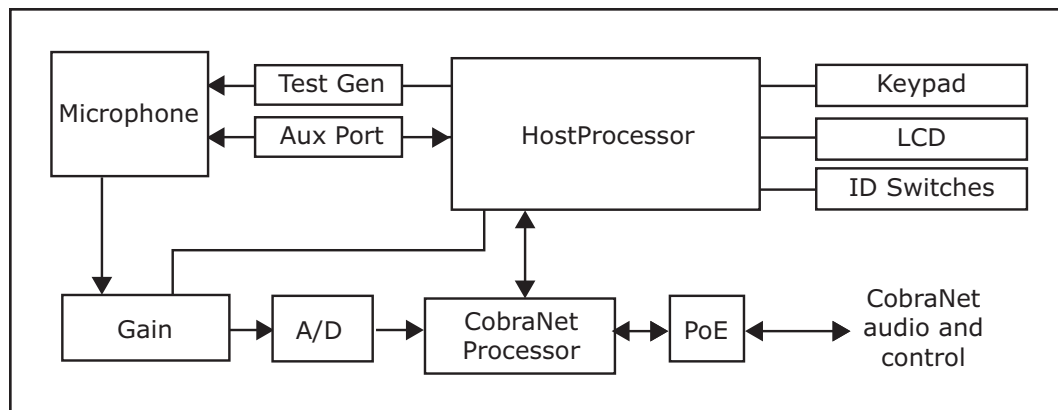 Test Gen
Keypad
Microphone
Aux Port
HostProcessor
LCD
ID Switches
Gain
A/D
CobraNet
Processor
PoE
CobraNet
audio and
control